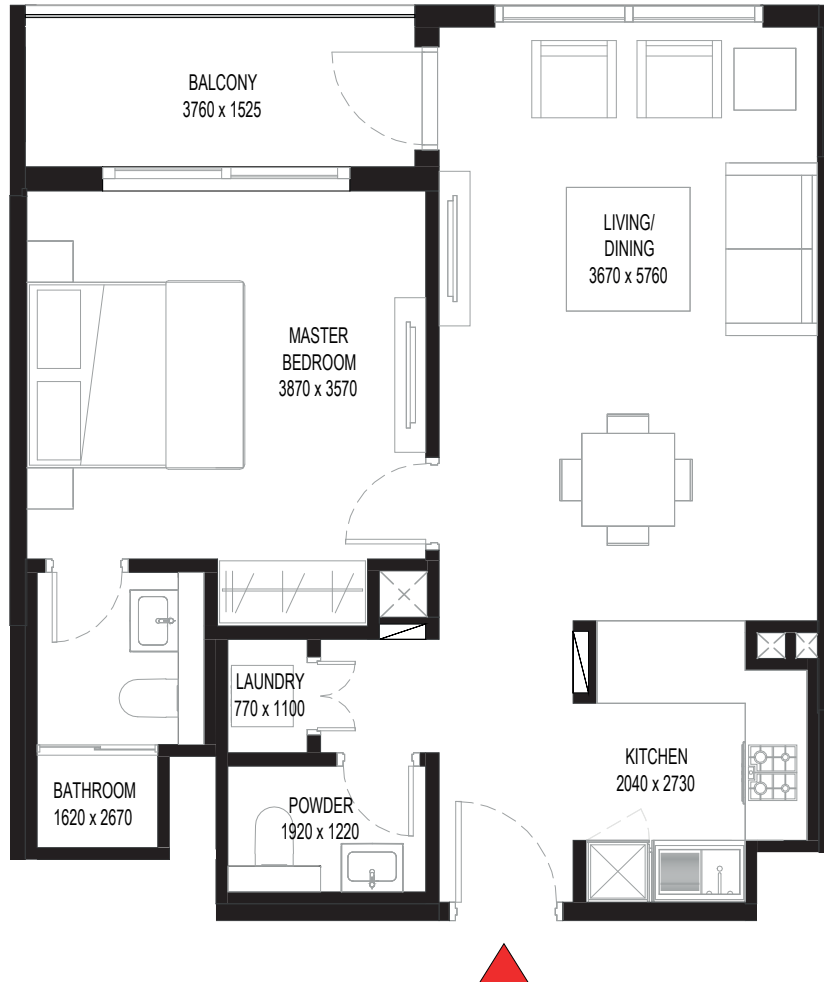 BALCONY
3760 x 1525
LIVING/
DINING
3670 x 5760
MASTER
BEDROOM
3870 x 3570
LAUNDRY
770 x 1100
KITCHEN
2040 x 2730
BATHROOM
1620 x 2670
POWDER
1920 x 1220